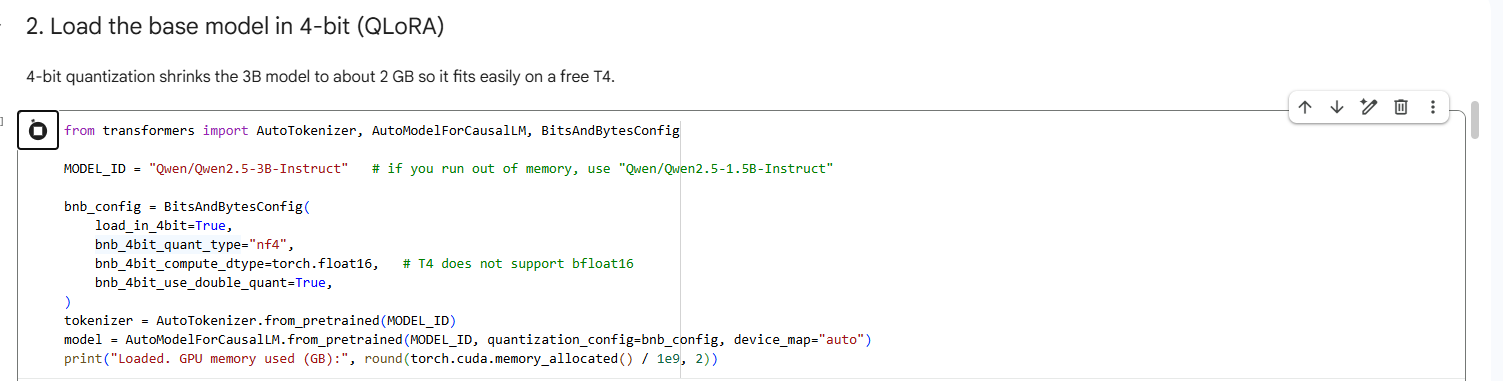 2. Load the base model in 4-bit (QLoRA)
4-bit quantization shrinks the 3B model to about 2 GB so it fits easily on a free T4.
from transformers import AutoTokenizer, AutoModelForCausalLM, BitsAndBytesConfig
MODEL_ID = "Qwen/Qwen2.5-3B-Instruct"   # if you run out of memory, use "Qwen/Qwen2.5-1.5B-Instruct"
bnb_config = BitsAndBytesConfig(
    load_in_4bit=True,
    bnb_4bit_quant_type="nf4",
    bnb_4bit_compute_dtype=torch.float16,   # T4 does not support bfloat16
    bnb_4bit_use_double_quant=True,
)
tokenizer = AutoTokenizer.from_pretrained(MODEL_ID)
model = AutoModelForCausalLM.from_pretrained(MODEL_ID, quantization_config=bnb_config, device_map="auto")
print("Loaded. GPU memory used (GB):", round(torch.cuda.memory_allocated() / 1e9, 2))